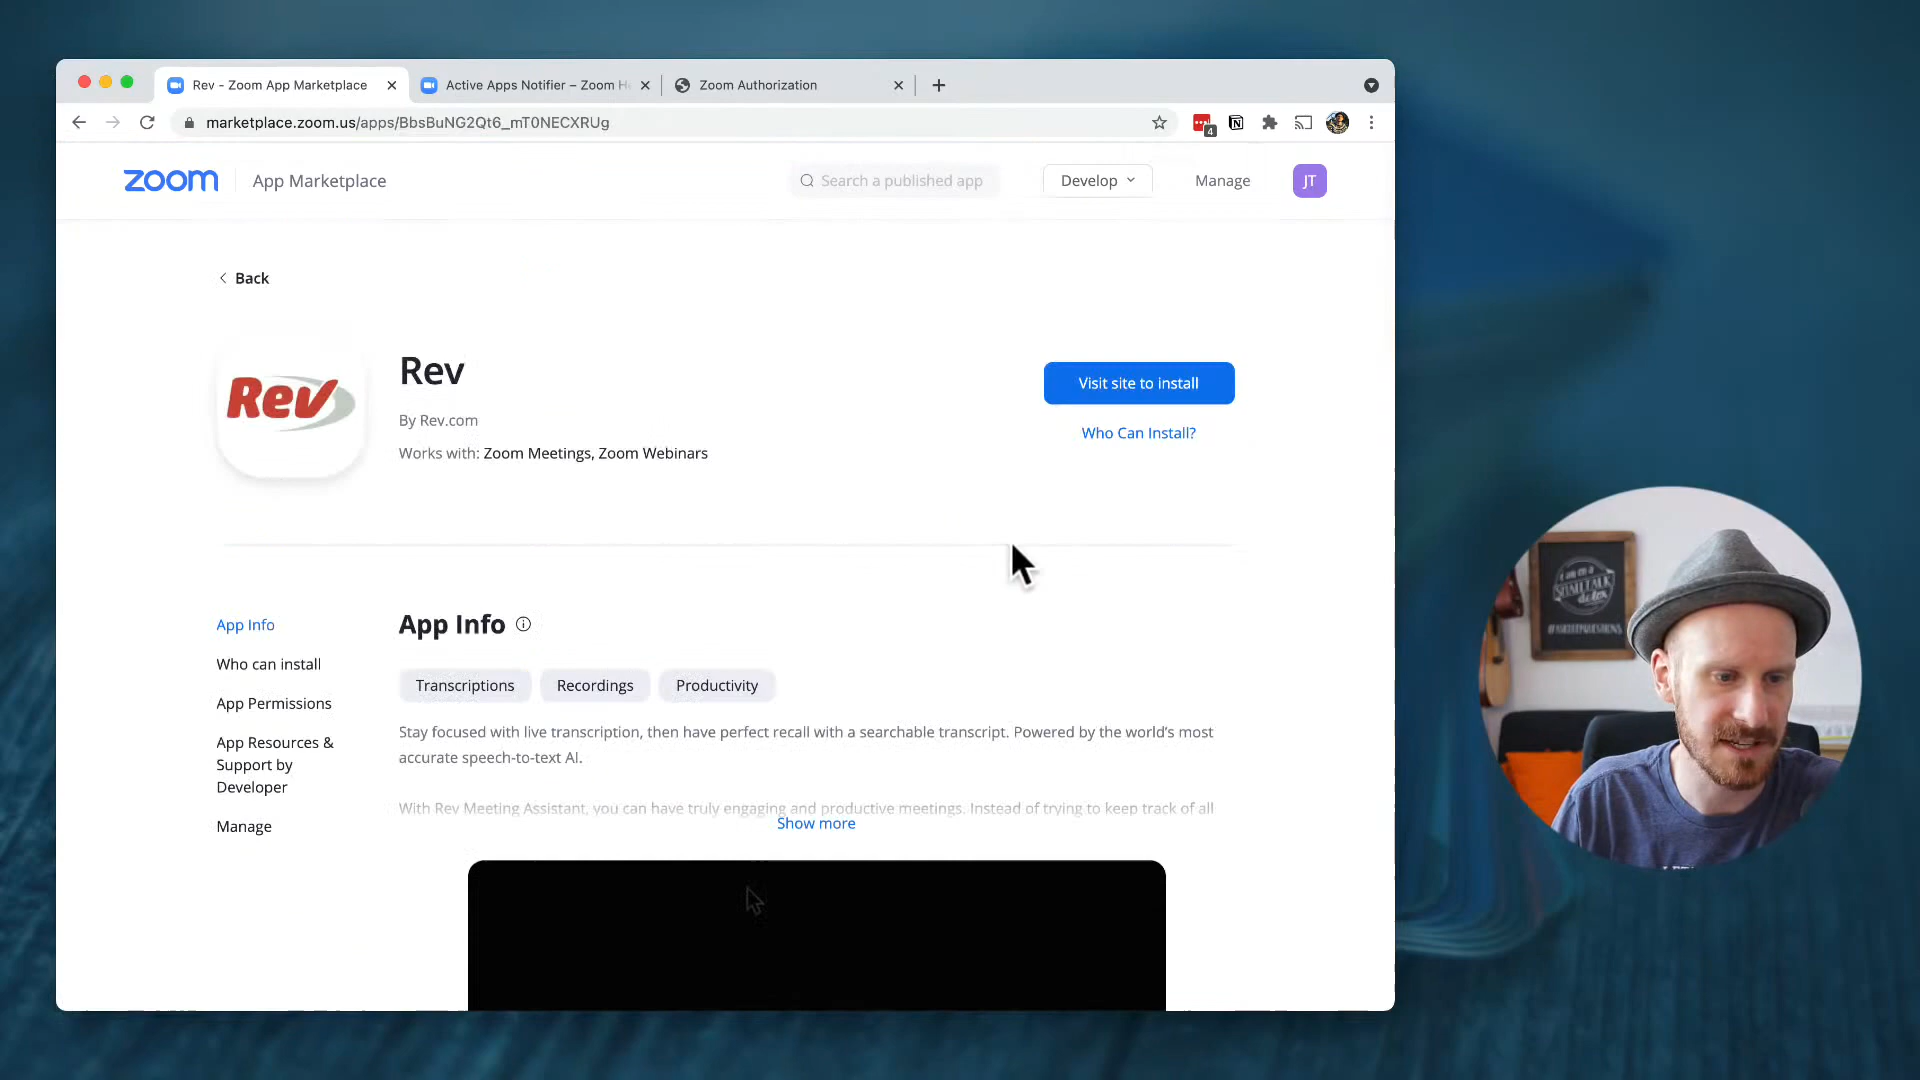 Rev - Zoom App Marketplace
Active Apps Notifier – Zoom H
Zoom Authorization
marketplace.zoom.us/apps/BbsBuNG2Qt6_mT0NECXRUg
4
zoom
App Marketplace
Search a published app
Develop
Manage
JT
Back
Rev
Rev
Visit site to install
By Rev.com
Who Can Install?
Works with: Zoom Meetings, Zoom Webinars
App Info
App Info
Who can install
Transcriptions
Recordings
Productivity
App Permissions
Stay focused with live transcription, then have perfect recall with a searchable transcript. Powered by the world’s most
accurate speech-to-text AI.
App Resources &
Support by
Developer
With Rev Meeting Assistant, you can have truly engaging and productive meetings. Instead of trying to keep track of all
Show more
Manage
SMALL TALK